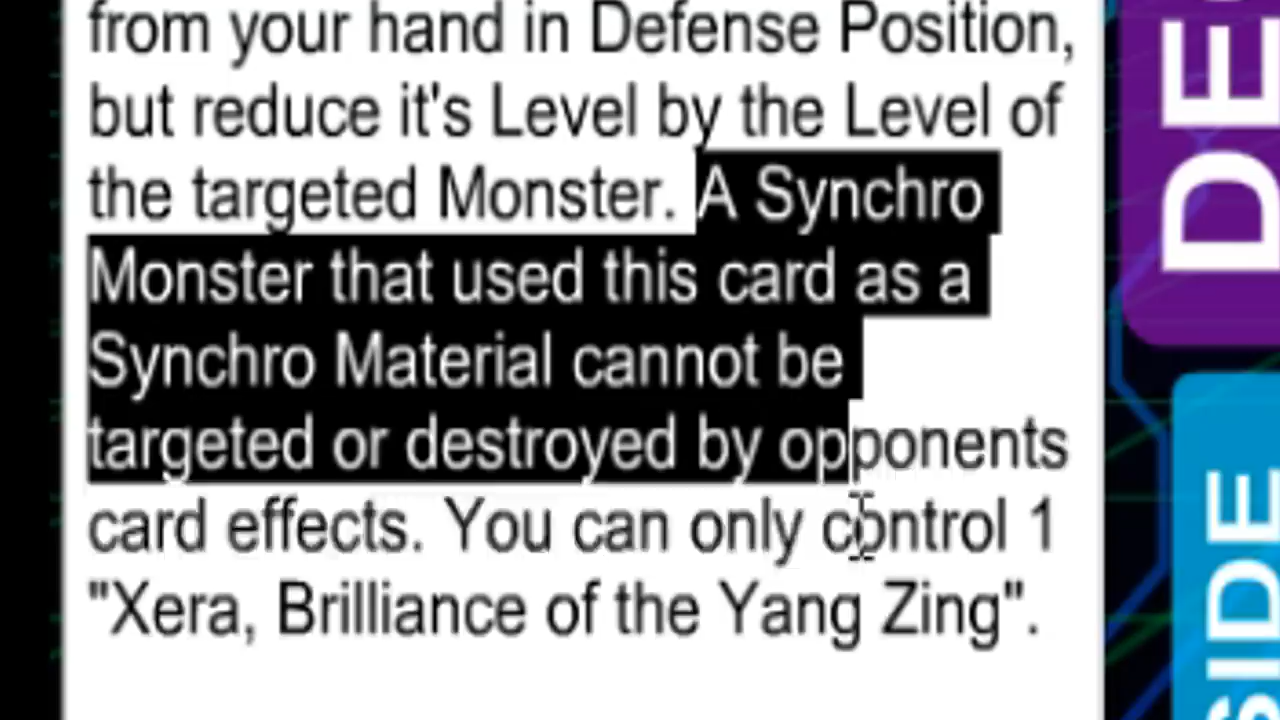 from your hand in Defense Position,
but reduce it's Level by the Level of
the targeted Monster. A Synchro
Monster that used this card as a
Synchro Material cannot be
targeted or destroyed by opponents
card effects. You can only control 1
"Xera, Brilliance of the Yang Zing".
SIDE